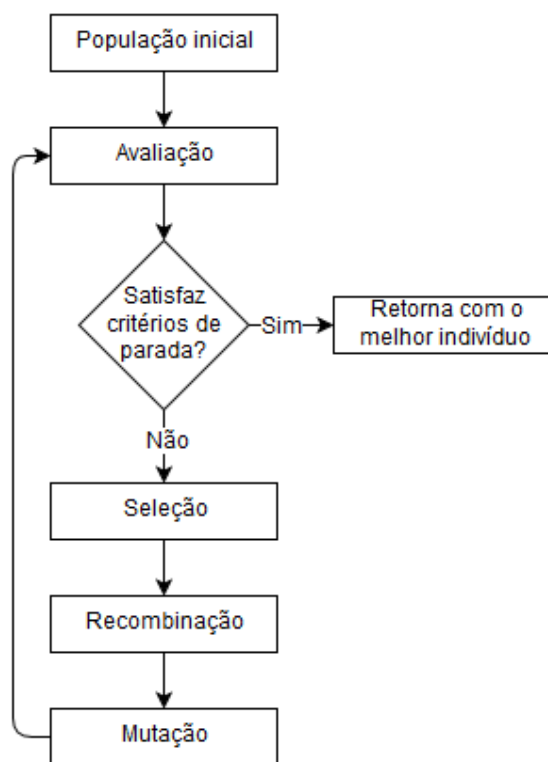 População inicial
Avaliação
Satisfaz
critérios de
parada?
Sim
Retorna com o
melhor indivíduo
Não
Seleção
Recombinação
Mutação